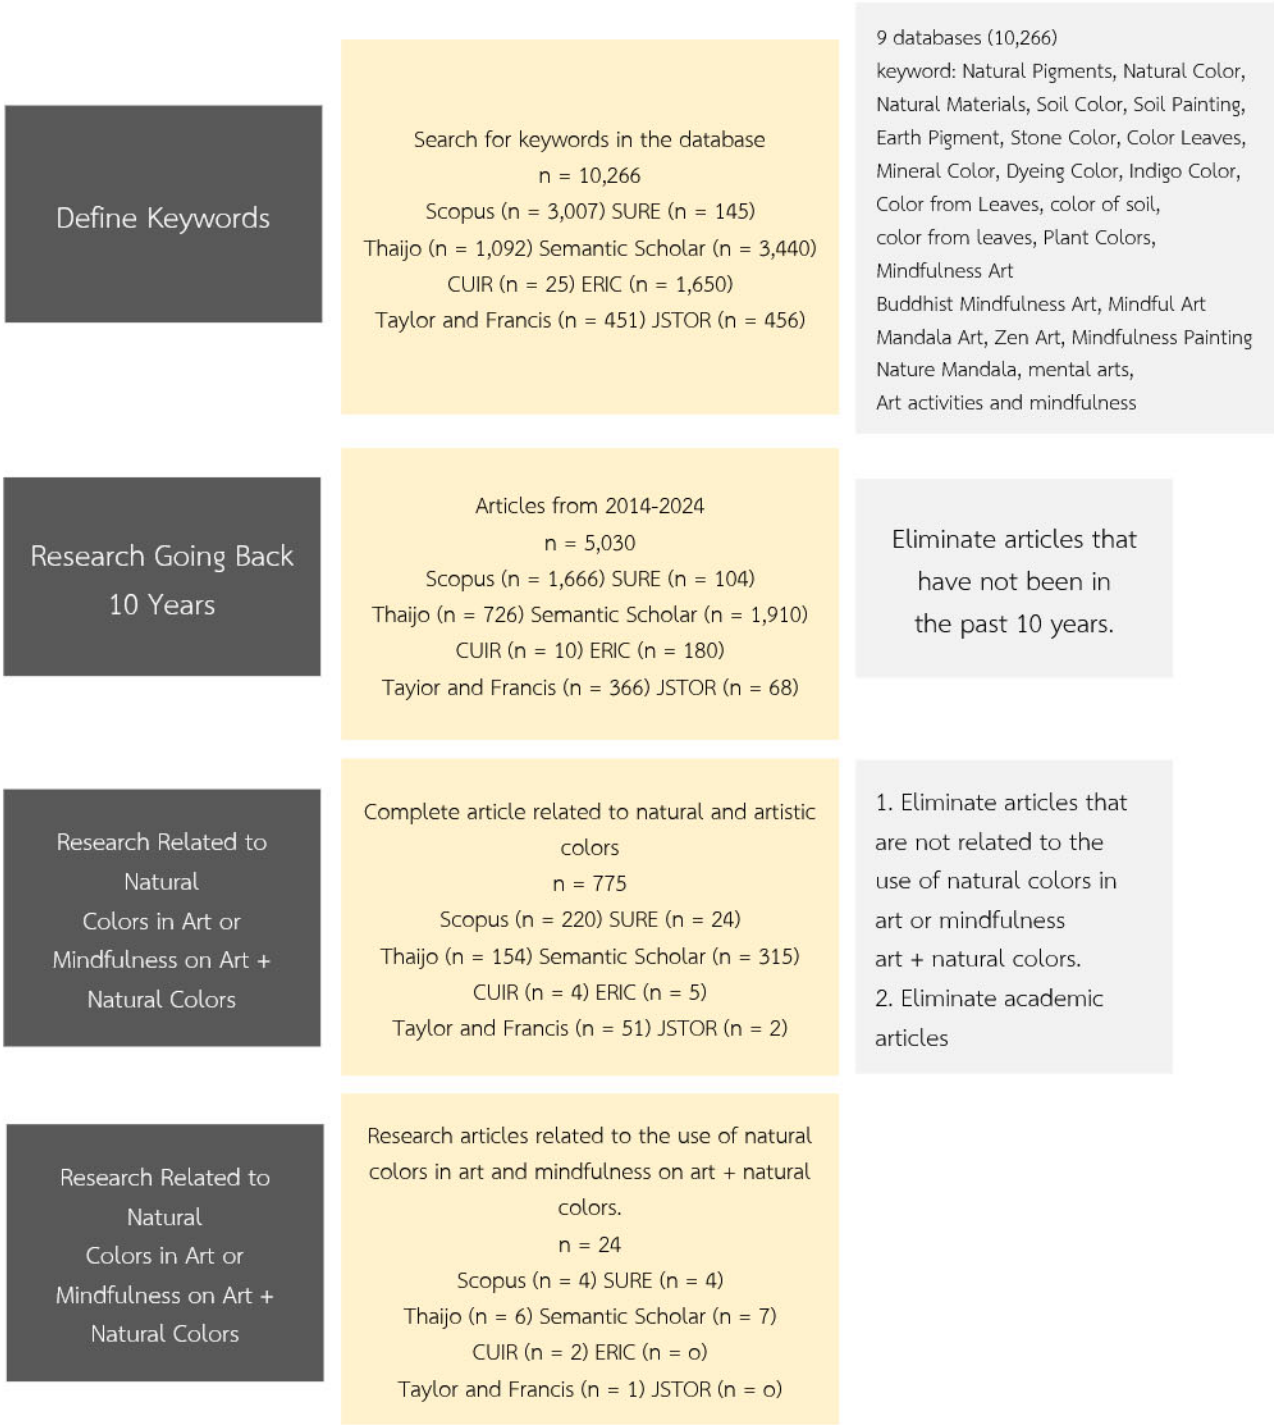 Define Keywords
Search for keywords in the database
n = 10,266
Scopus (n = 3,007) SURE (n = 145)
Thaijo (n = 1,092) Semantic Scholar (n = 3,440)
CUIR (n = 25) ERIC (n = 1,650)
Taylor and Francis (n = 451) JSTOR (n = 456)
9 databases (10,266)
keyword: Natural Pigments, Natural Color,
Natural Materials, Soil Color, Soil Painting,
Earth Pigment, Stone Color, Color Leaves,
Mineral Color, Dyeing Color, Indigo Color,
Color from Leaves, color of soil,
color from leaves, Plant Colors,
Mindfulness Art
Buddhist Mindfulness Art, Mindful Art
Mandala Art, Zen Art, Mindfulness Painting
Nature Mandala, mental arts,
Art activities and mindfulness
Research Going Back
10 Years
Articles from 2014-2024
n = 5,030
Scopus (n = 1,666) SURE (n = 104)
Thaijo (n = 726) Semantic Scholar (n = 1,910)
CUIR (n = 10) ERIC (n = 180)
Tayior and Francis (n = 366) JSTOR (n = 68)
Eliminate articles that
have not been in
the past 10 years.
Research Related to
Natural
Colors in Art or
Mindfulness on Art +
Natural Colors
Complete article related to natural and artistic
colors
n = 775
Scopus (n = 220) SURE (n = 24)
Thaijo (n = 154) Semantic Scholar (n = 315)
CUIR (n = 4) ERIC (n = 5)
Taylor and Francis (n = 51) JSTOR (n = 2)
1. Eliminate articles that
are not related to the
use of natural colors in
art or mindfulness
art + natural colors.
2. Eliminate academic
articles
Research Related to
Natural
Colors in Art or
Mindfulness on Art +
Natural Colors
Research articles related to the use of natural
colors in art and mindfulness on art + natural
colors.
n = 24
Scopus (n = 4) SURE (n = 4)
Thaijo (n = 6) Semantic Scholar (n = 7)
CUIR (n = 2) ERIC (n = o)
Taylor and Francis (n = 1) JSTOR (n = o)